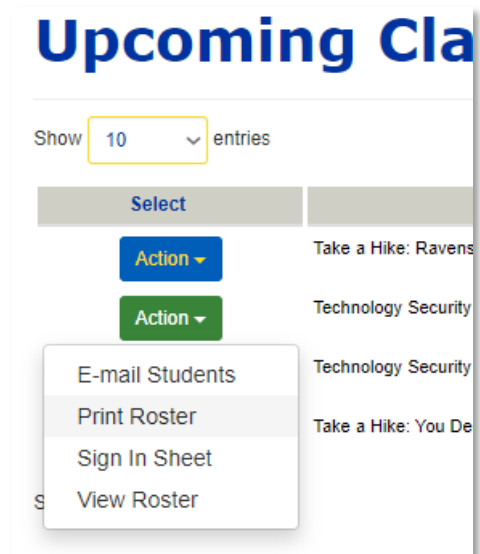 Upcoming Cla
Show 10 entries
Select
Action Take a Hike: Ravens
Action Technology Security
Technology Security
Take a Hike: You De
E-mail Students
Print Roster
Sign In Sheet
View Roster
S